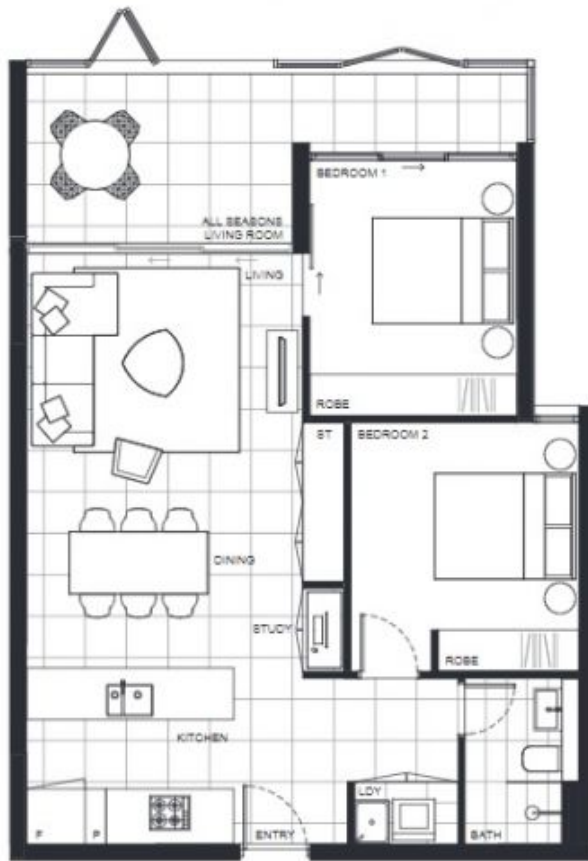 BEDROOM 1
ALL SEASONS
LIVING ROOM
LIVING
ROBE
ST
BEDROOM 2
DINING
STUDY
ROBE
KITCHEN
LDY
F
P
ENTRY
BATH